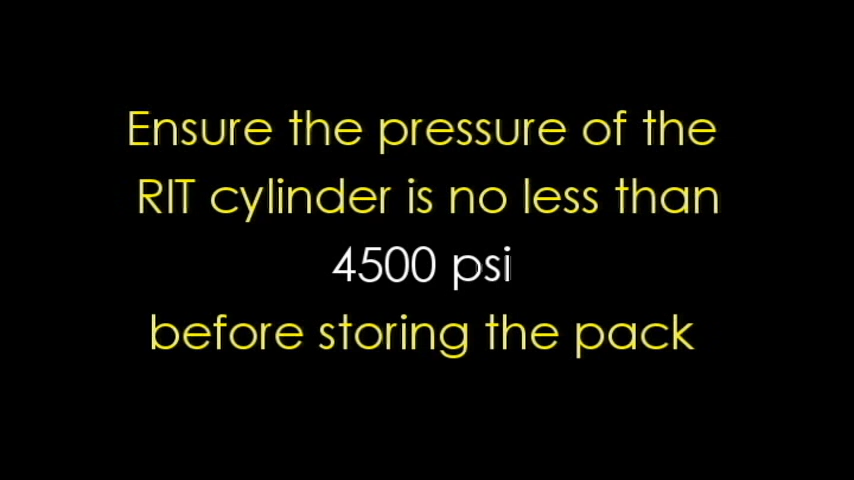 Ensure the pressure of the
RIT cylinder is no less than
4500 psi
before storing the pack